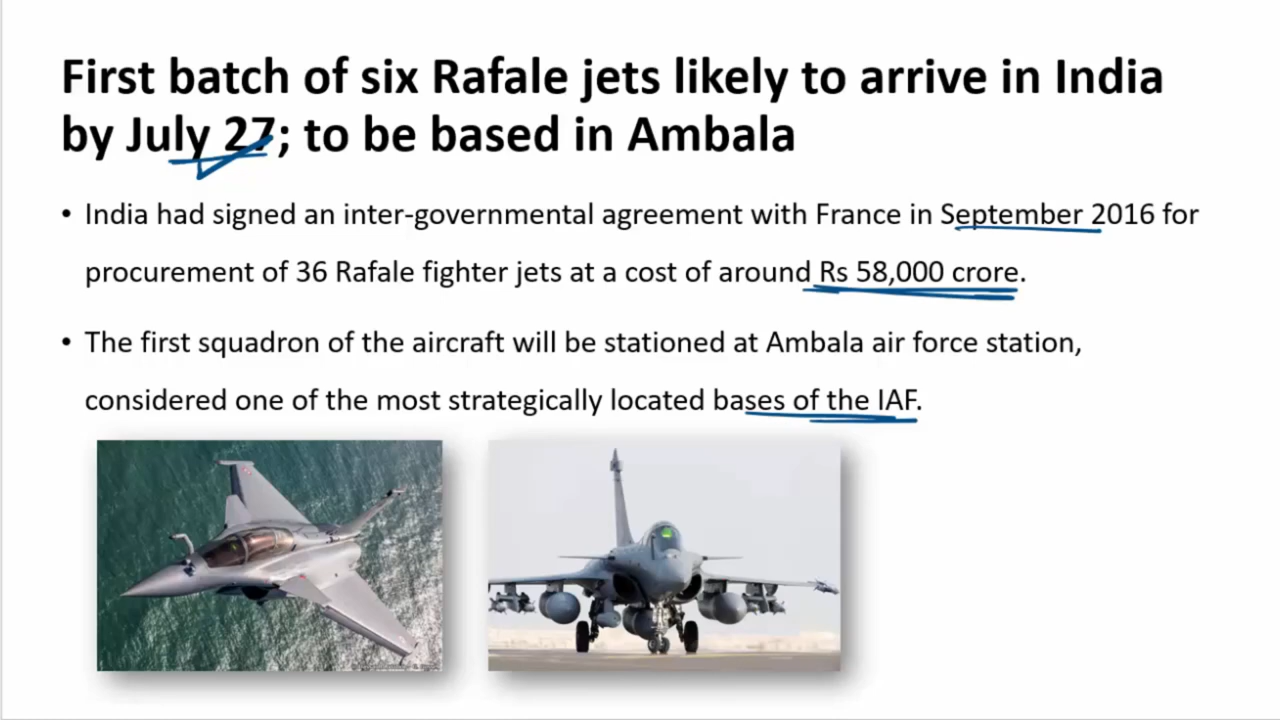 First batch of six Rafale jets likely to arrive in India
by July 27; to be based in Ambala
• India had signed an inter-governmental agreement with France in September 2016 for
procurement of 36 Rafale fighter jets at a cost of around Rs 58,000 crore.
• The first squadron of the aircraft will be stationed at Ambala air force station,
considered one of the most strategically located bases of the IAF.